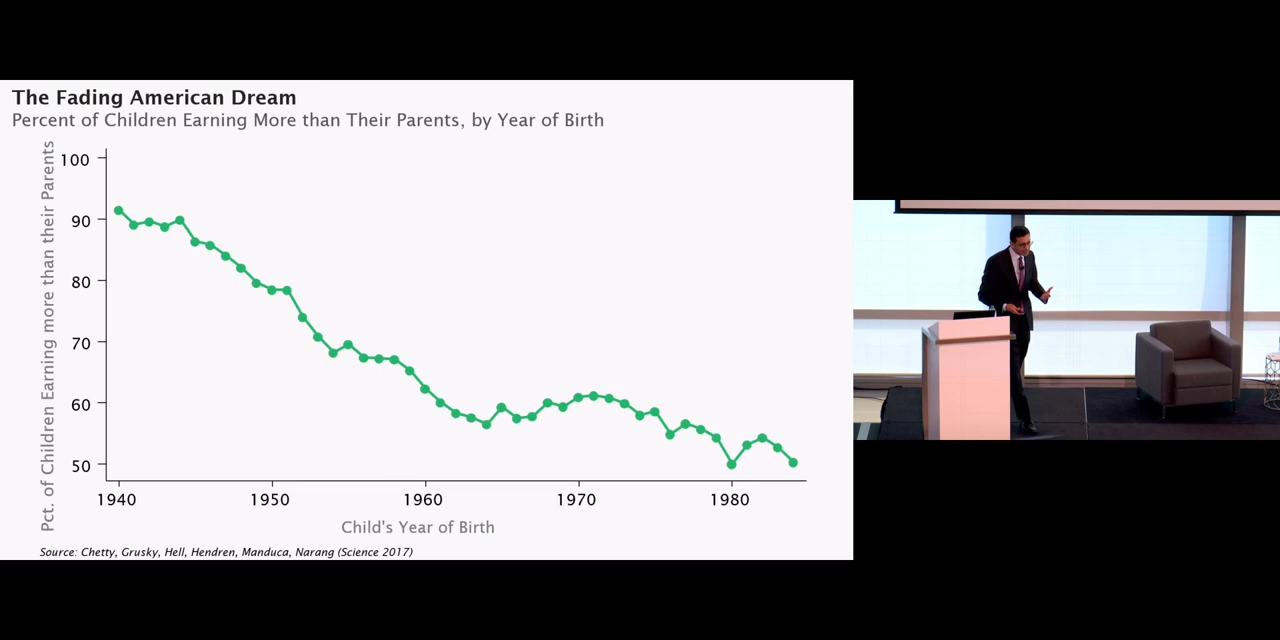 The Fading American Dream
Percent of Children Earning More than Their Parents, by Year of Birth
Pct. of Children Earning more than their Parents
100
90
80
70
60
50
1940
1950
1960
1970
1980
Child's Year of Birth
Source: Chetty, Grusky, Hell, Hendren, Manduca, Narang (Science 2017)